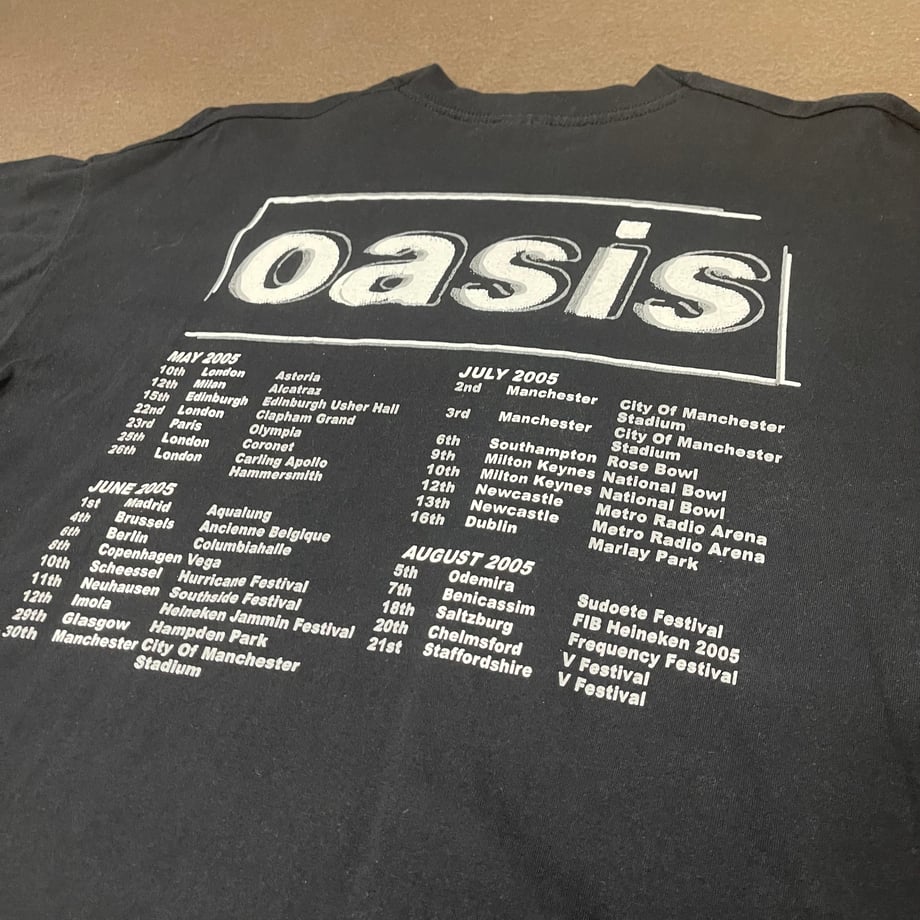 oasis
MAY 2005
10th London Astoria
12th Milan Alcatraz
15th Edinburgh Edinburgh Usher Hall
22nd London Clapham Grand
23rd Paris Olympia
25th London Coronet
26th London Carling Apollo
Hammersmith
JUNE 2005
1st Madrid Aqualung
4th Brussels Ancienne Belgique
6th Berlin Columbiahalle
8th Copenhagen Vega
10th Scheessel Hurricane Festival
11th Neuhausen Southside Festival
12th Imola Heineken Jammin Festival
29th Glasgow Hampden Park
30th Manchester City Of Manchester
Stadium
JULY 2005
2nd Manchester City Of Manchester
Stadium
3rd Manchester City Of Manchester
Stadium
6th Southampton Rose Bowl
9th Milton Keynes National Bowl
10th Milton Keynes National Bowl
12th Newcastle Metro Radio Arena
13th Newcastle Metro Radio Arena
16th Dublin Marlay Park
AUGUST 2005
5th Odemira Sudoete Festival
7th Benicassim FIB Heineken 2005
18th Saltzburg Frequency Festival
20th Chelmsford V Festival
21st Staffordshire V Festival